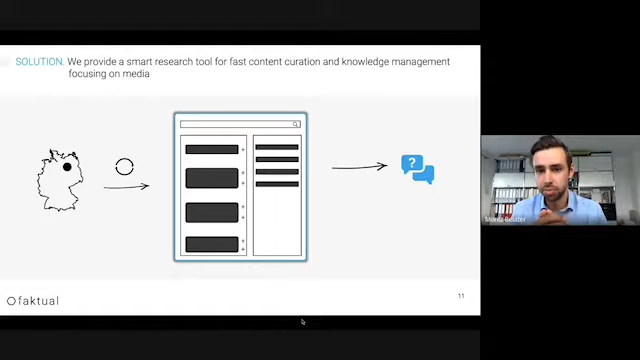 SOLUTION. We provide a smart research tool for fast content curation and knowledge management
focusing on media
?
faktual
11